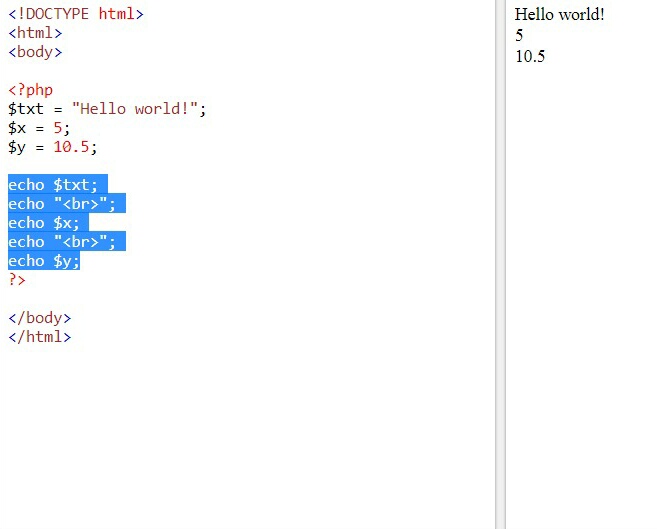 <!DOCTYPE html>
<html>
<body>
<?php
$txt = "Hello world!";
$x = 5;
$y = 10.5;
echo $txt;
echo "<br>";
echo $x;
echo "<br>";
echo $y;
?>
</body>
</html>
Hello world!
5
10.5